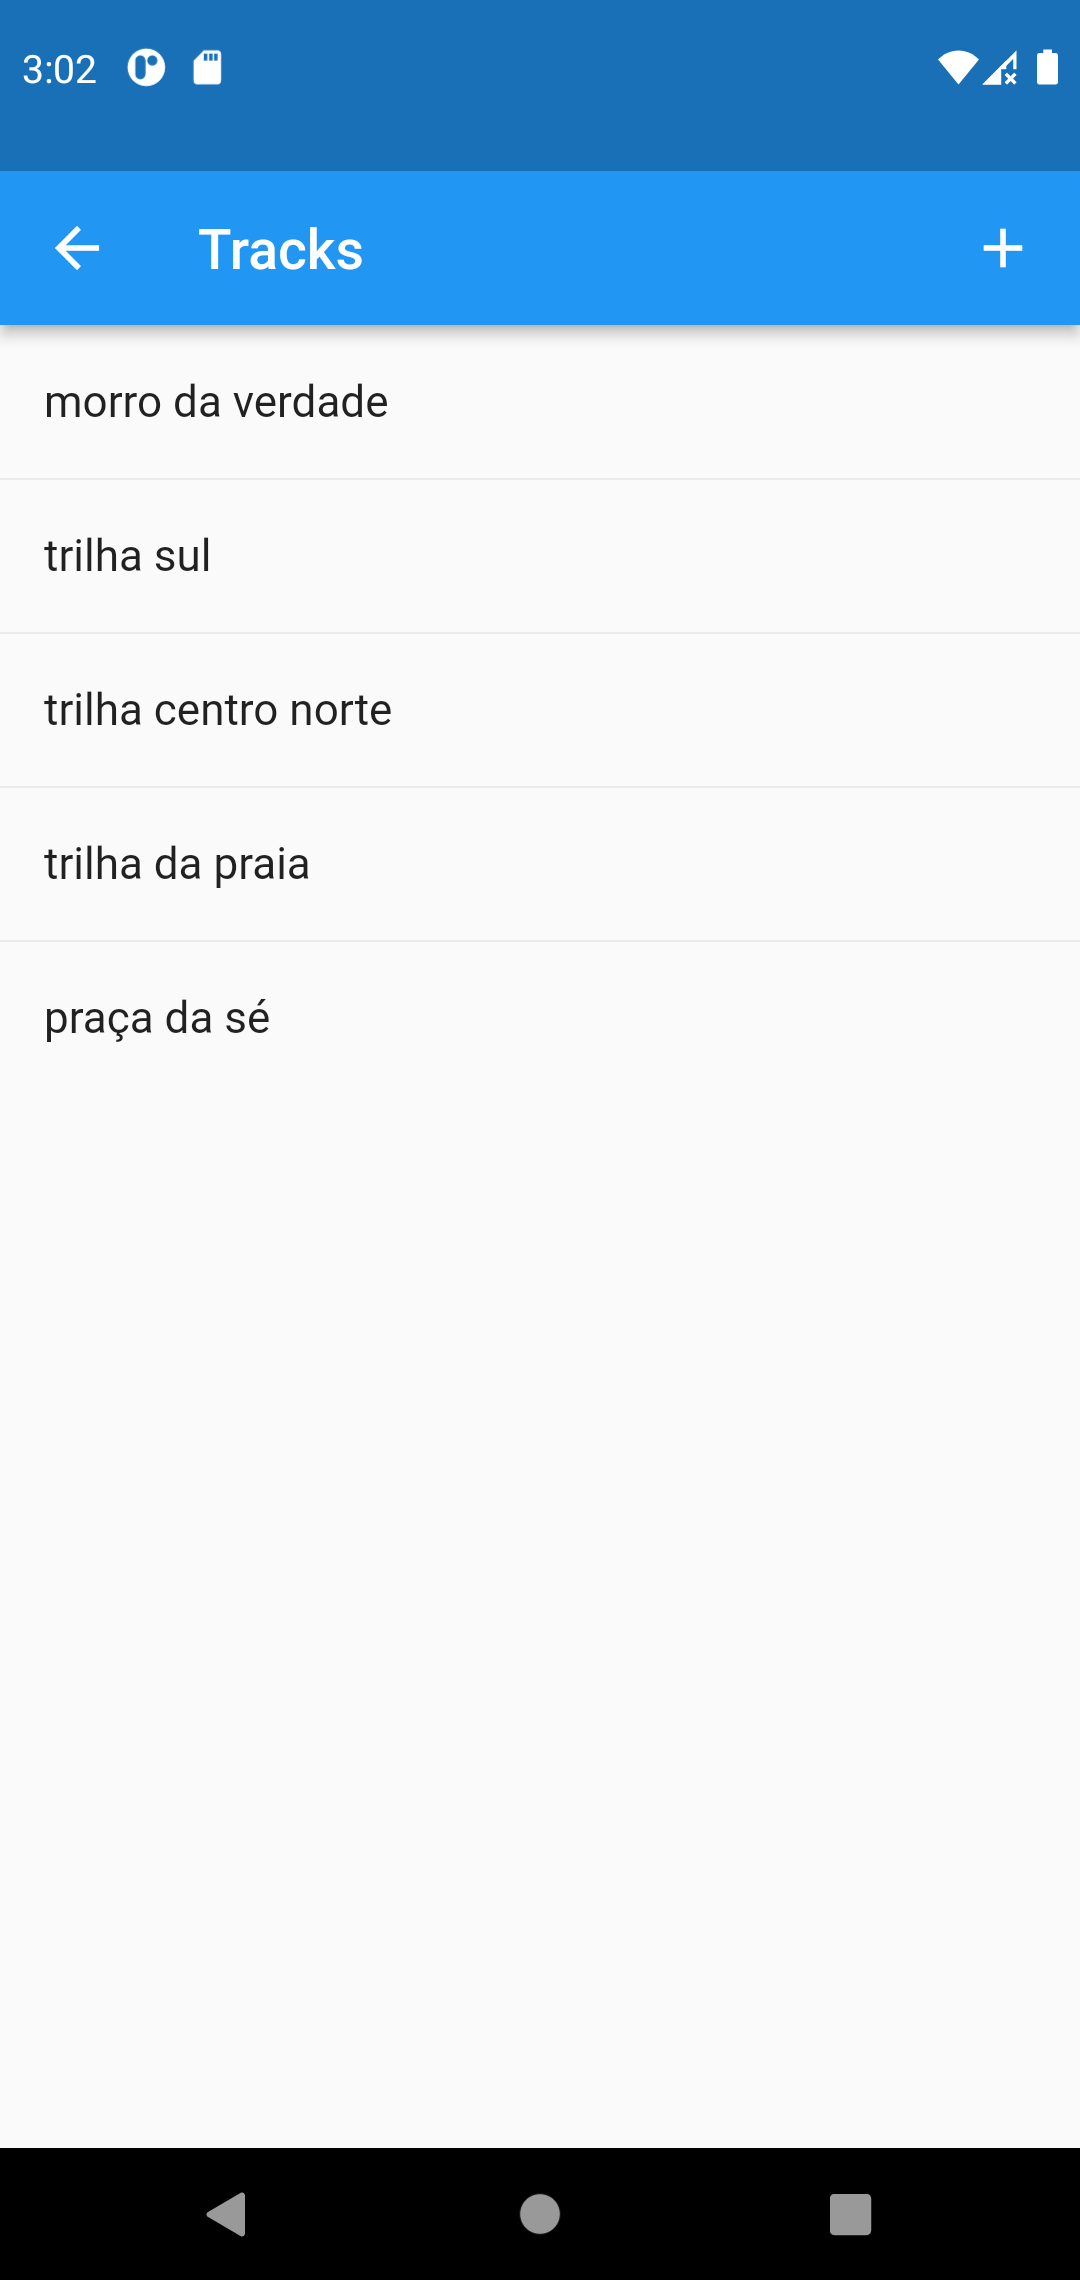 3:02
Tracks
morro da verdade
trilha sul
trilha centro norte
trilha da praia
praça da sé